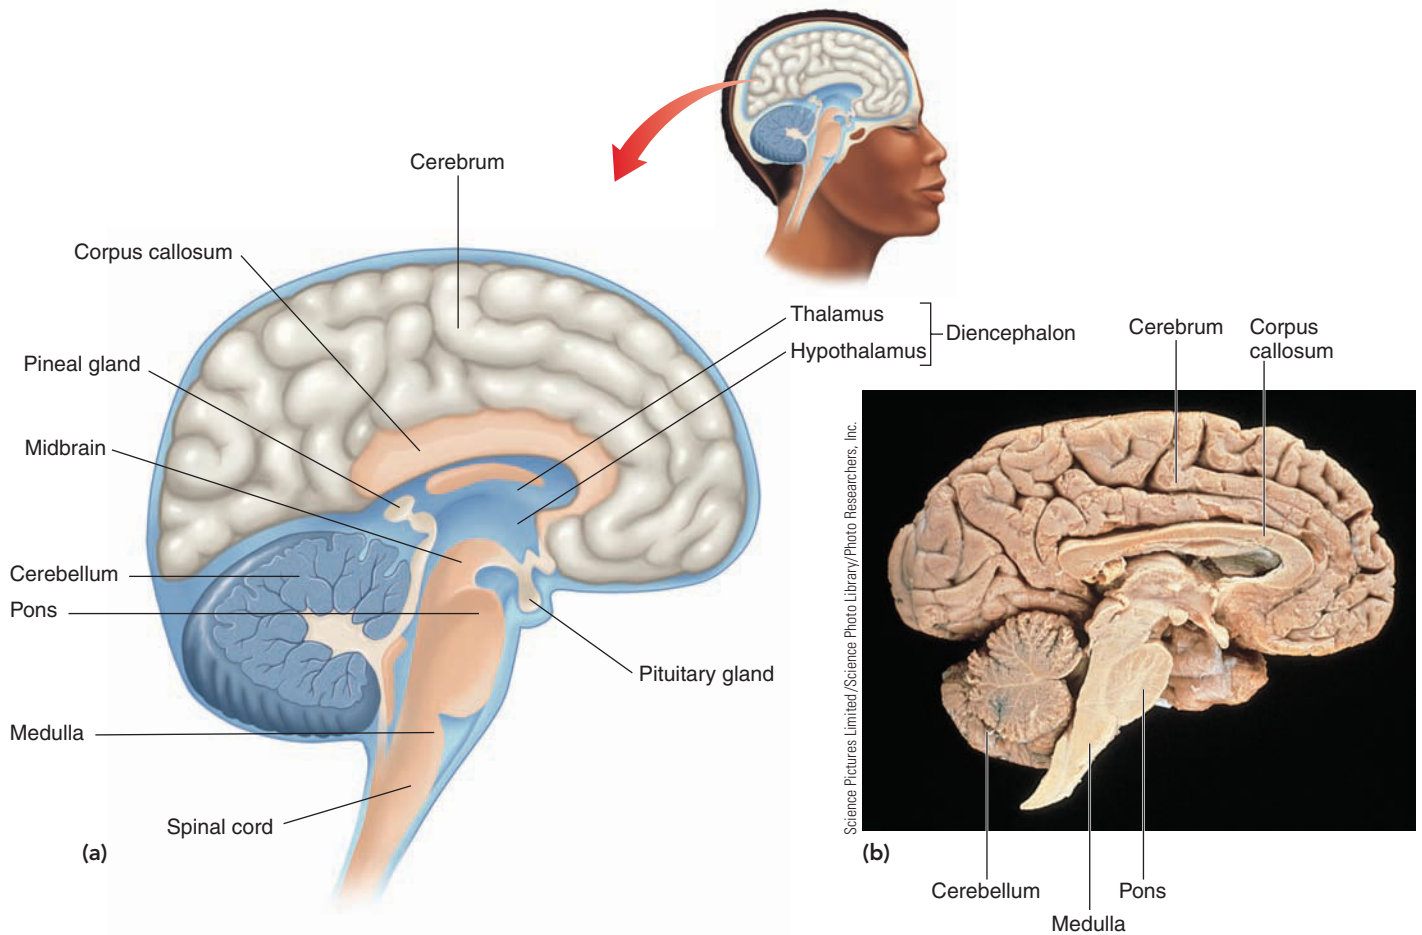 Cerebrum
Corpus callosum
Pineal gland
Midbrain
Cerebellum
Pons
Medulla
Spinal cord
(a)
Thalamus
Hypothalamus
Diencephalon
Pituitary gland
Cerebrum
Corpus
callosum
Science Pictures Limited/Science Photo Library/Photo Researchers, Inc.
(b)
Cerebellum
Pons
Medulla